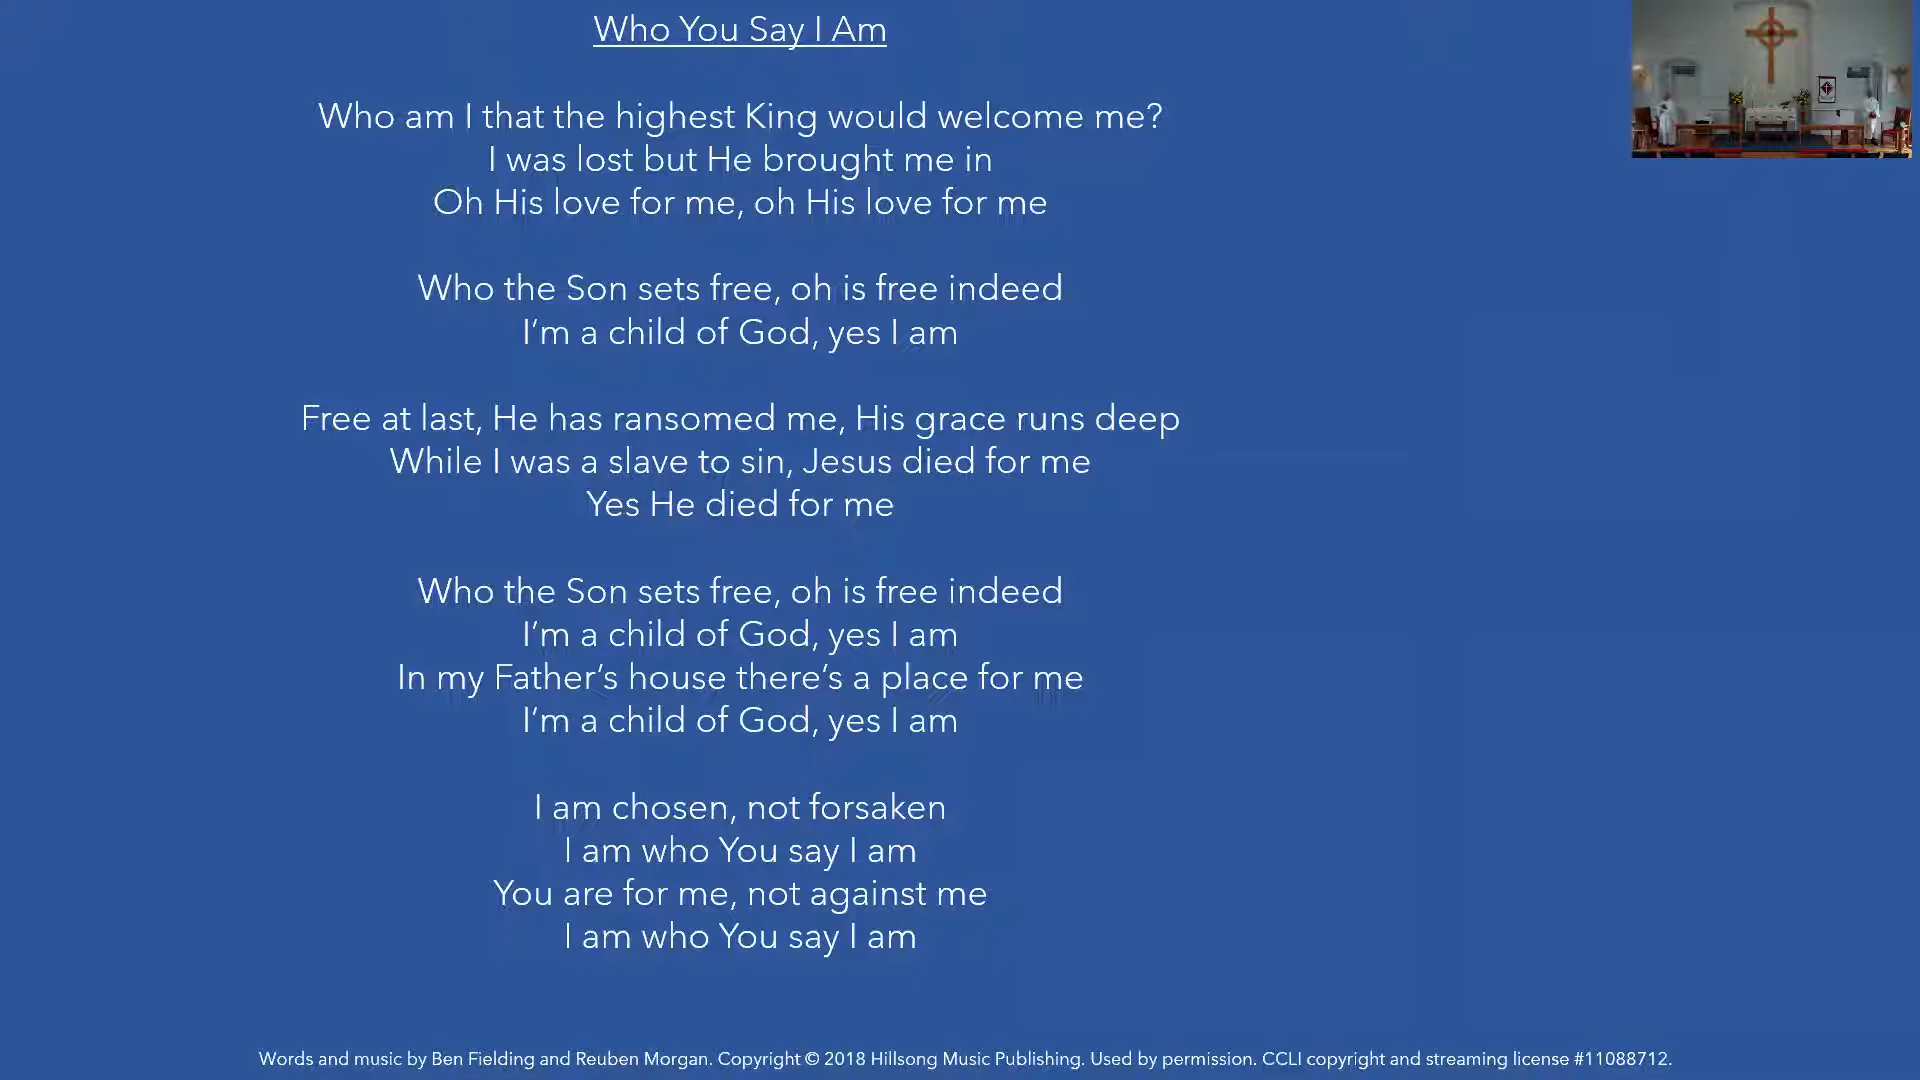 Who You Say I Am
Who am I that the highest King would welcome me?
I was lost but He brought me in
Oh His love for me, oh His love for me
Who the Son sets free, oh is free indeed
I'm a child of God, yes I am
Free at last, He has ransomed me, His grace runs deep
While I was a slave to sin, Jesus died for me
Yes He died for me
Who the Son sets free, oh is free indeed
I'm a child of God, yes I am
In my Father's house there's a place for me
I'm a child of God, yes I am
I am chosen, not forsaken
I am who You say I am
You are for me, not against me
I am who You say I am
Words and music by Ben Fielding and Reuben Morgan. Copyright © 2018 Hillsong Music Publishing. Used by permission. CCLI copyright and streaming license #11088712.